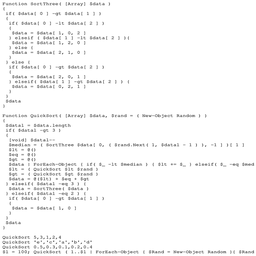 Function SortThree( [Array] $data )
{
if( $data[ 0 ] -gt $data[ 1 ] )
{
if( $data[ 0 ] -lt $data[ 2 ] )
{
$data = $data[ 1, 0, 2 ]
} elseif ( $data[ 1 ] -lt $data[ 2 ] ){
$data = $data[ 1, 2, 0 ]
} else {
$data = $data[ 2, 1, 0 ]
}
} else {
if( $data[ 0 ] -gt $data[ 2 ] )
{
$data = $data[ 2, 0, 1 ]
} elseif( $data[ 1 ] -gt $data[ 2 ] ) {
$data = $data[ 0, 2, 1 ]
}
}
$data
}
Function QuickSort( [Array] $data, $rand = ( New-Object Random ) )
{
$datal = $data.length
if( $datal -gt 3 )
{
[void] $datal--
$median = ( SortThree $data[ 0, ( $rand.Next( 1, $datal - 1 ) ), -1 ] )[ 1 ]
$lt = @()
$eq = @()
$gt = @()
$data | ForEach-Object { if( $_ -lt $median ) { $lt += $_ } elseif( $_ -eq $med
$lt = ( QuickSort $lt $rand )
$gt = ( QuickSort $gt $rand )
$data = @($lt) + $eq + $gt
} elseif( $datal -eq 3 ) {
$data = SortThree( $data )
} elseif( $datal -eq 2 ) {
if( $data[ 0 ] -gt $data[ 1 ] )
{
$data = $data[ 1, 0 ]
}
}
$data
}
QuickSort 5,3,1,2,4
QuickSort 'e','c','a','b','d'
QuickSort 0.5,0.3,0.1,0.2,0.4
$l = 100; QuickSort ( 1..$l | ForEach-Object { $Rand = New-Object Random }{ $Rand